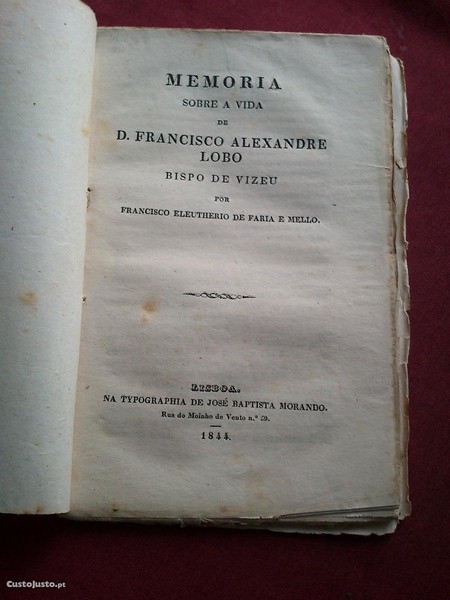 MEMORIA
SOBRE A VIDA
DE
D. FRANCISCO ALEXANDRE
LOBO
BISPO DE VIZEU
POR
FRANCISCO ELEUTHERIO DE FARIA E MELLO.
LISBOA.
NA TYPOGRAPHIA DE JOSÉ BAPTISTA MORANDO.
Rua do Moinho de Vento n.º 59.
1844.
CustoJusto.pt